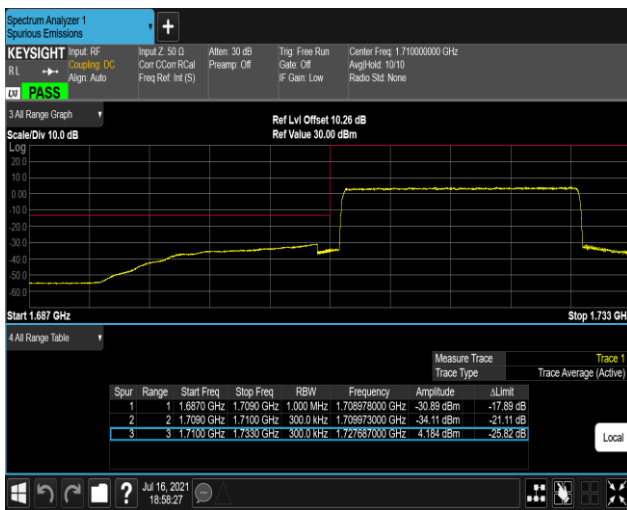 Spectrum Analyzer 1
Spurious Emissions
KEYSIGHT Input: RF Input Z: 50 Ω Atten: 30 dB Trig: Free Run Center Freq: 1.710000000 GHz
Coupling: DC Corr CCorr RCal Preamp: Off Gate: Off Avg|Hold: 10/10
RL Align: Auto Freq Ref: Int (S) IF Gain: Low Radio Std: None
LXI PASS
3 All Range Graph
Ref Lvl Offset 10.26 dB
Scale/Div 10.0 dB Ref Value 30.00 dBm
Log
20.0
10.0
0.00
-10.0
-20.0
-30.0
-40.0
-50.0
-60.0
Start 1.687 GHz Stop 1.733 GH
4 All Range Table
Measure Trace Trace 1
Trace Type Trace Average (Active)
Spur Range Start Freq Stop Freq RBW Frequency Amplitude ΔLimit
1 1 1.6870 GHz 1.7090 GHz 1.000 MHz 1.708978000 GHz -30.89 dBm -17.89 dB
2 2 1.7090 GHz 1.7100 GHz 300.0 kHz 1.709973000 GHz -34.11 dBm -21.11 dB
3 3 1.7100 GHz 1.7330 GHz 300.0 kHz 1.727687000 GHz 4.184 dBm -25.82 dB
Local
Jul 16, 2021
18:58:27